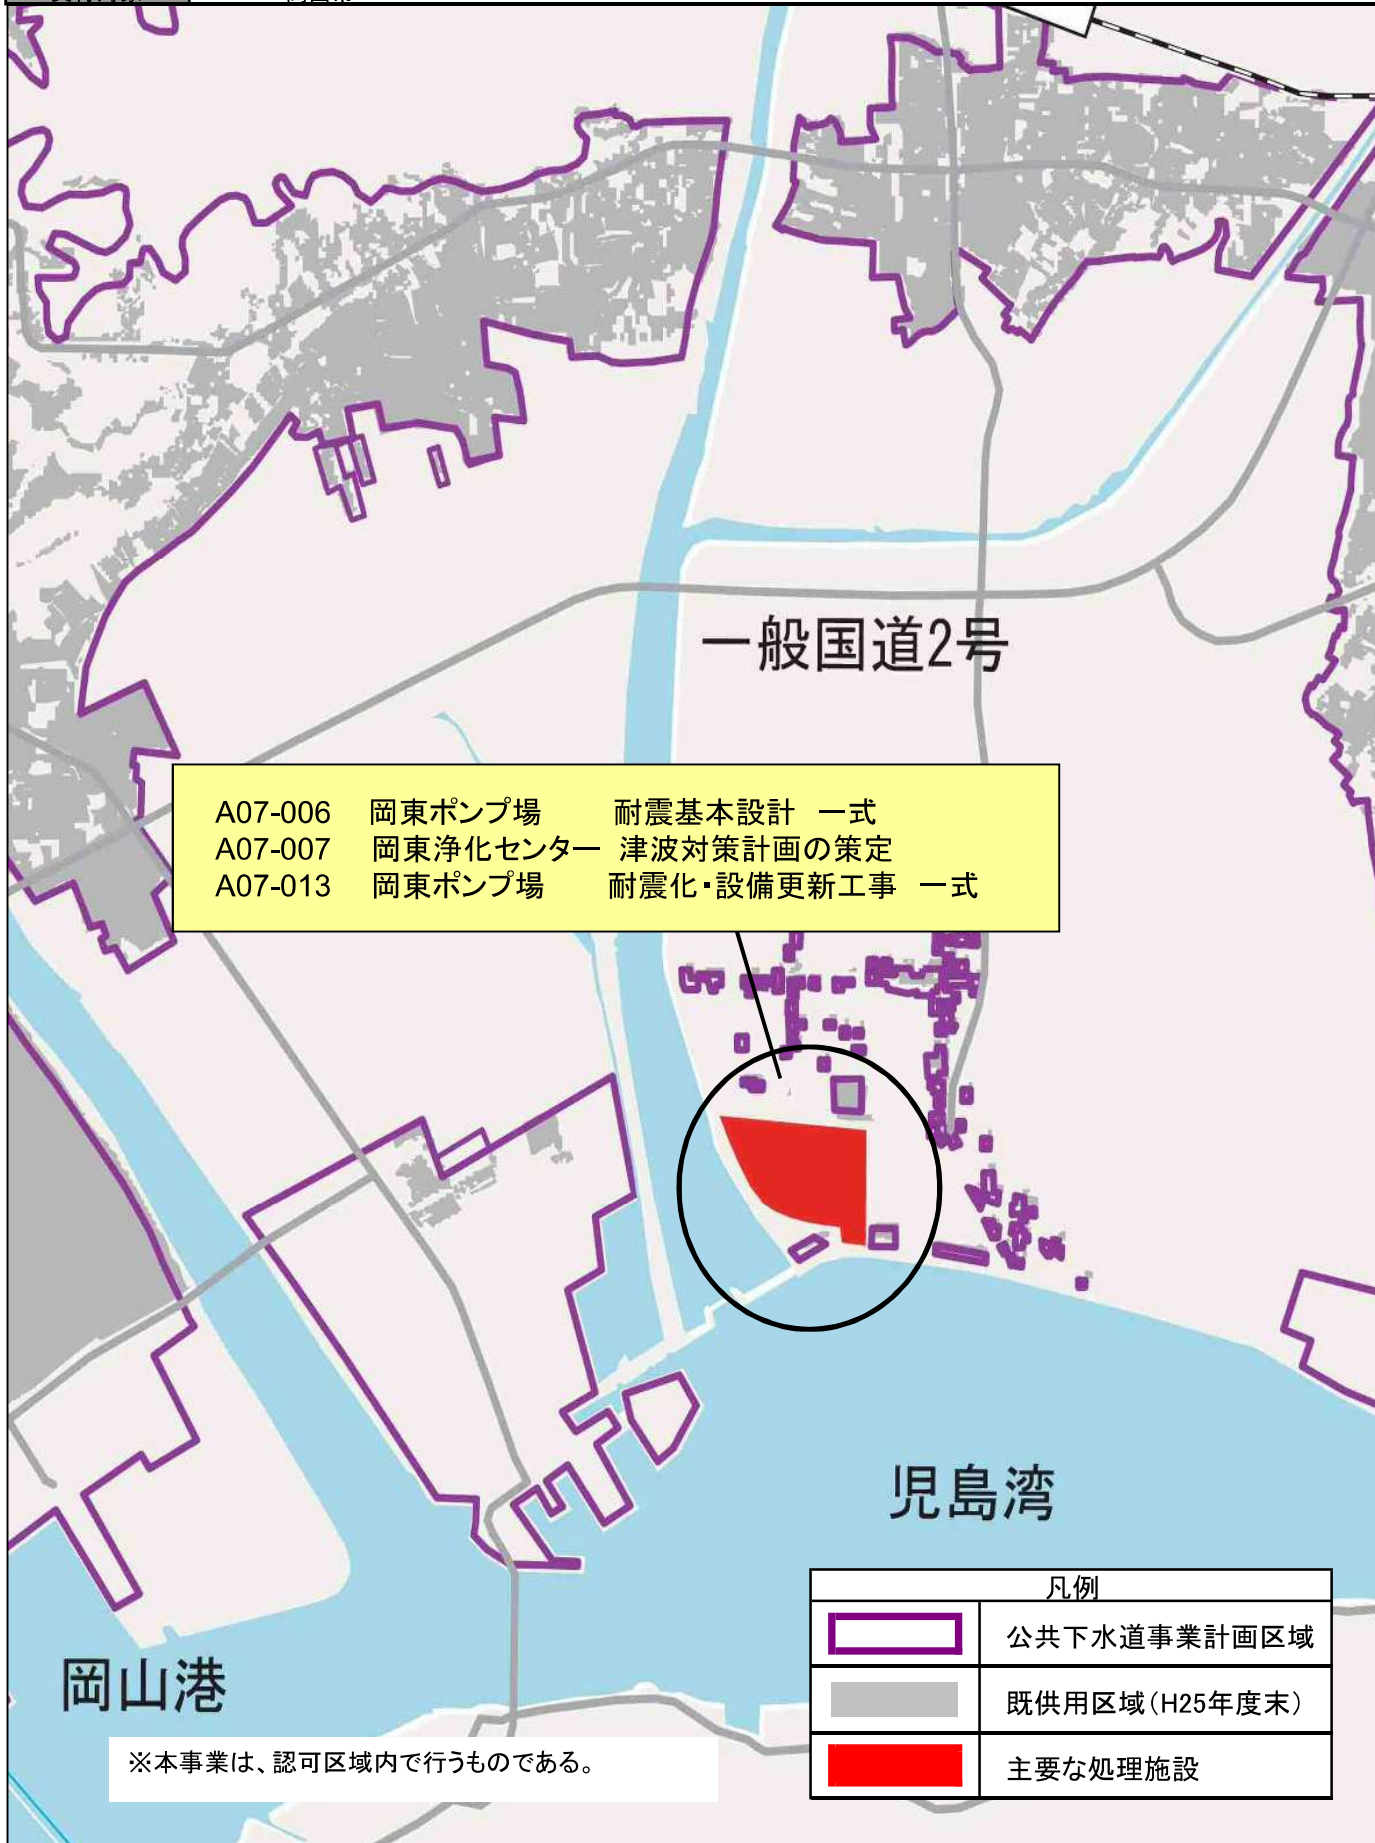 一般国道2号
A07-006 岡東ポンプ場 耐震基本設計 一式
A07-007 岡東浄化センター 津波対策計画の策定
A07-013 岡東ポンプ場 耐震化・設備更新工事 一式
児島湾
岡山港
凡例
公共下水道事業計画区域
既供用区域(H25年度末)
主要な処理施設
※本事業は、認可区域内で行うものである。